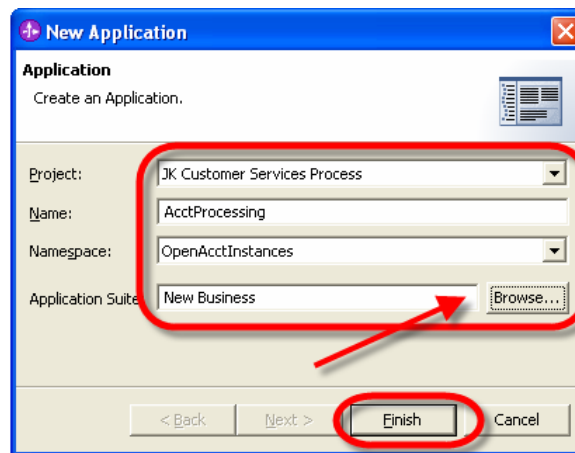 New Application
Application
Create an Application.
Project: JK Customer Services Process
Name: AcctProcessing
Namespace: OpenAcctInstances
Application Suite New Business Browse...
< Back Next > Finish Cancel